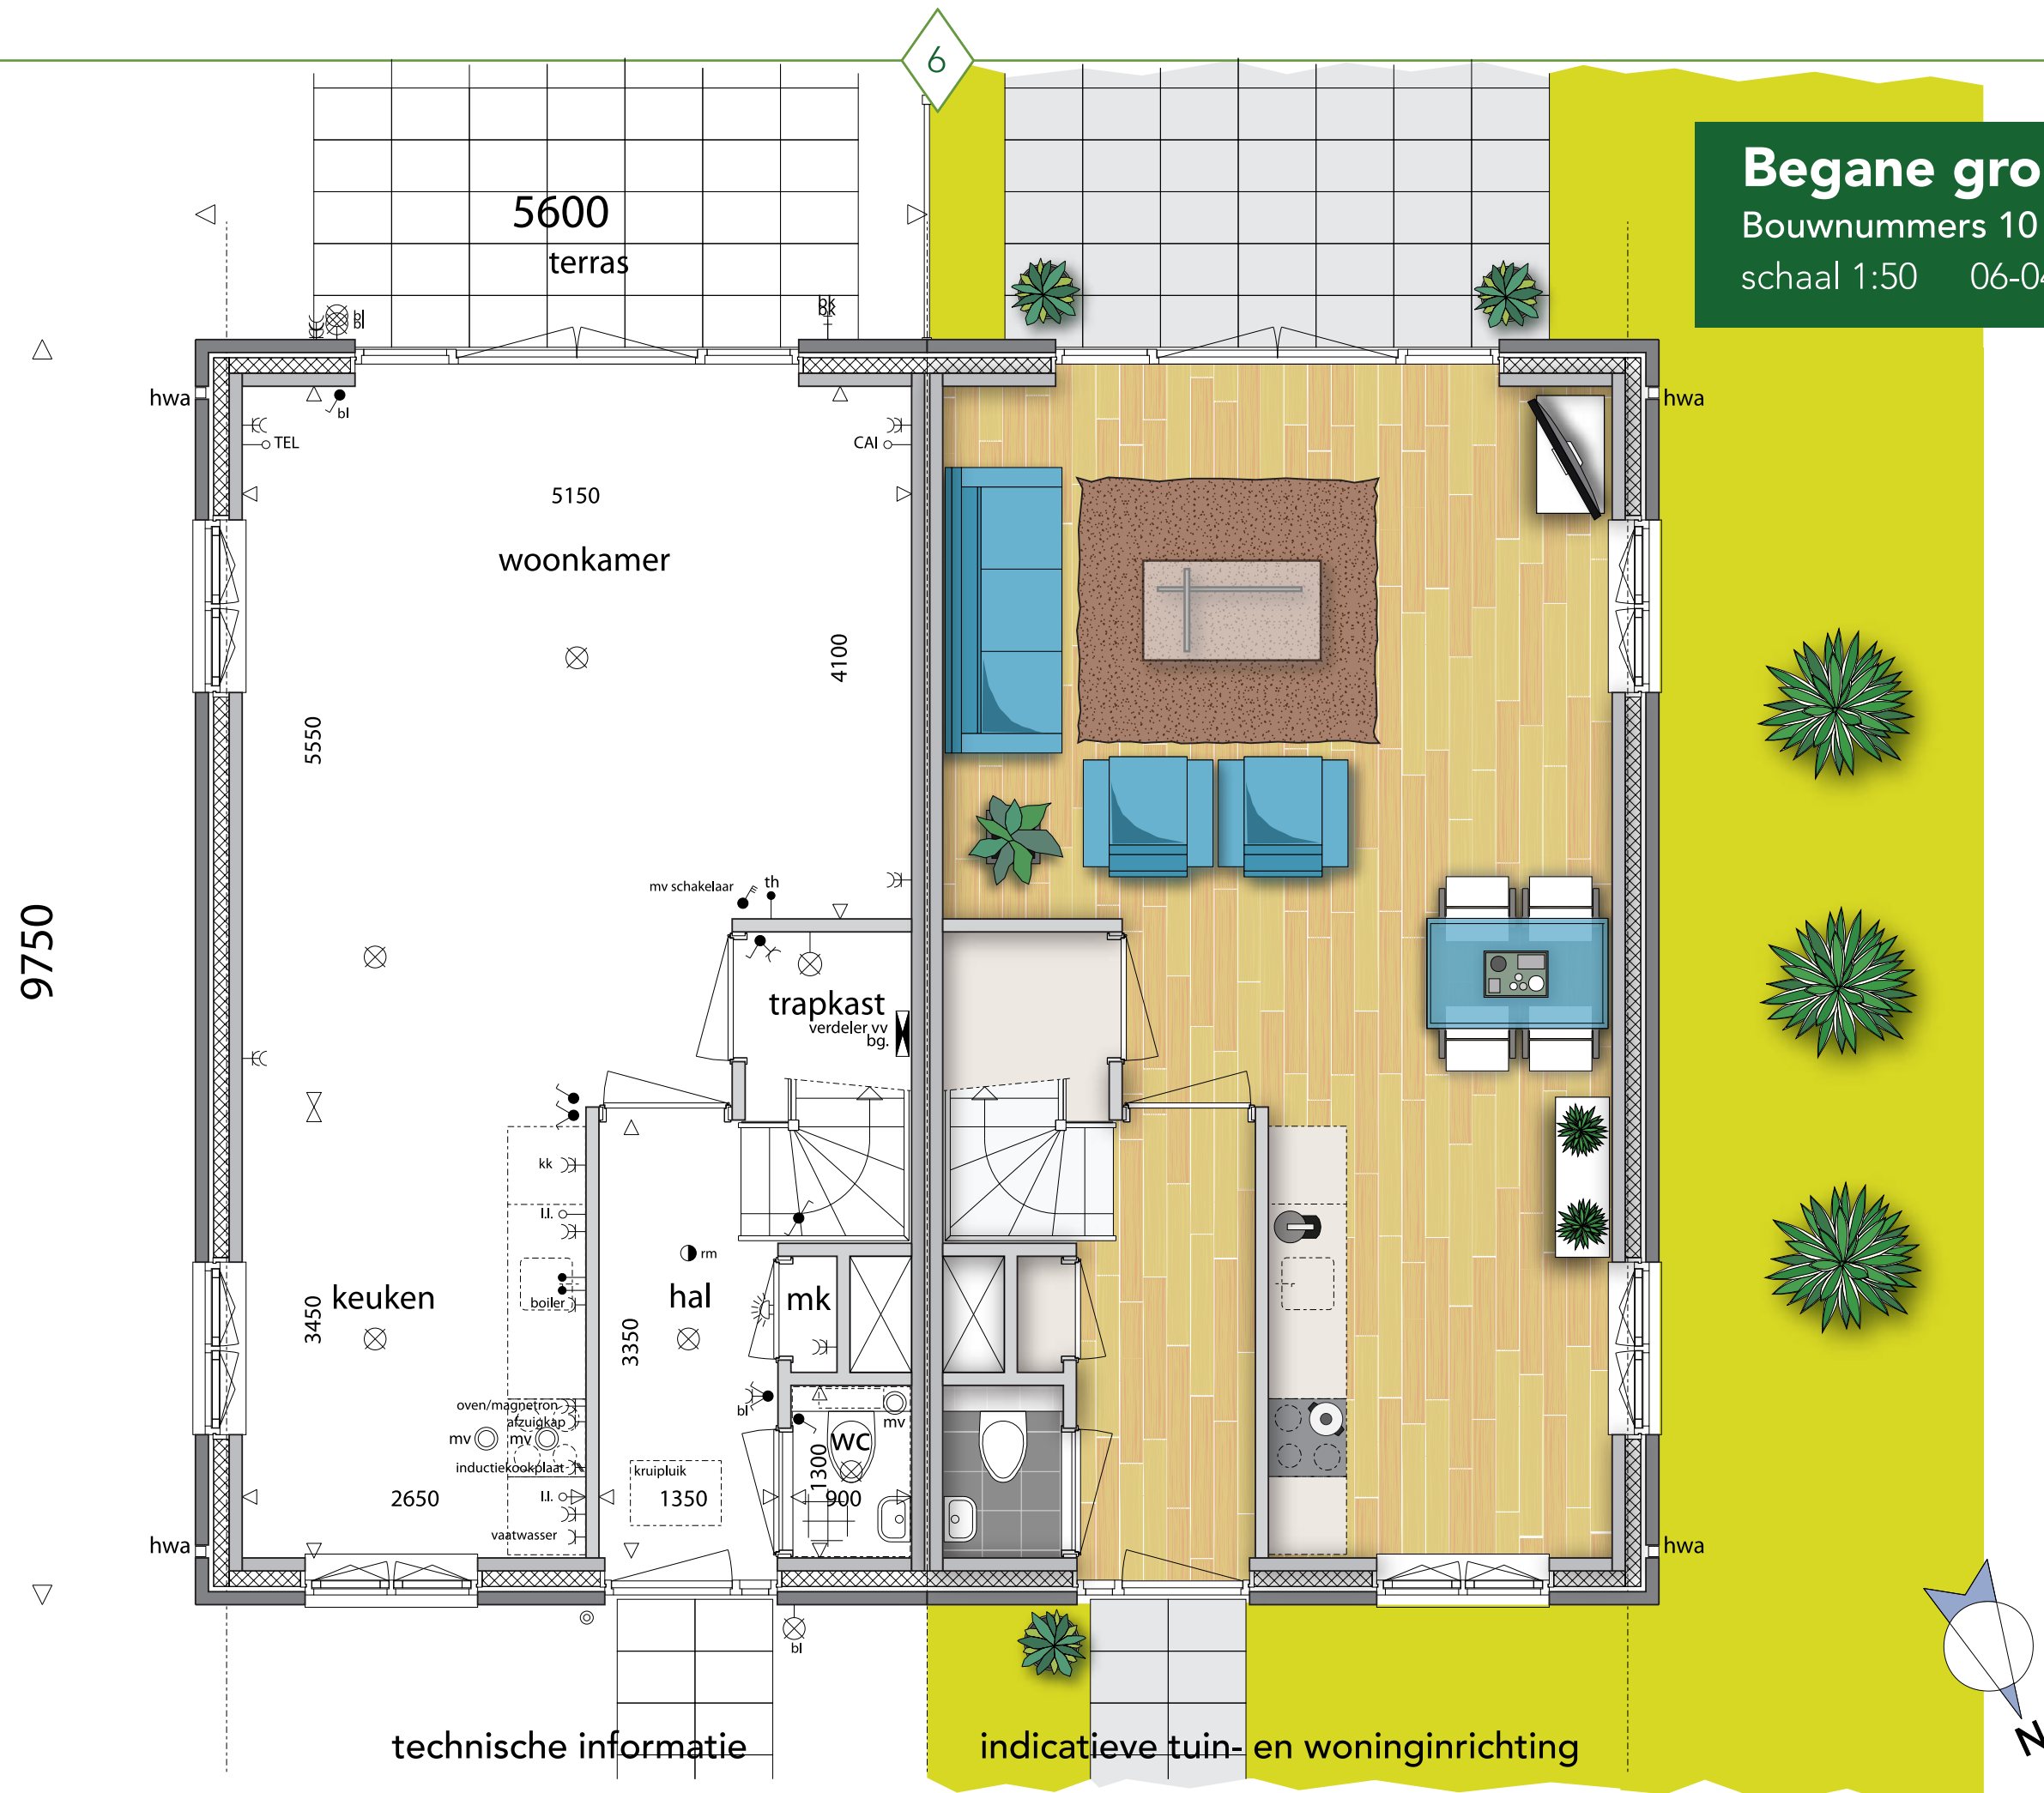 6
Begane gro
Bouwnummers 10
schaal 1:50 06-04
5600
terras
bl
bl
bk
bk
hwa
hwa
bl
TEL
CAI
5150
woonkamer
4100
5550
mv schakelaar
th
9750
trapkast
verdeler vv
bg.
kk
l.l.
rm
keuken
boiler
hal
mk
3450
3350
oven/magnetron
afzuigkap
bl
mv
mv
mv
wc
inductiekookplaat
kruipluik
1300
l.l.
2650
1350
900
vaatwasser
hwa
hwa
bl
N
technische informatie
indicatieve tuin- en woninginrichting